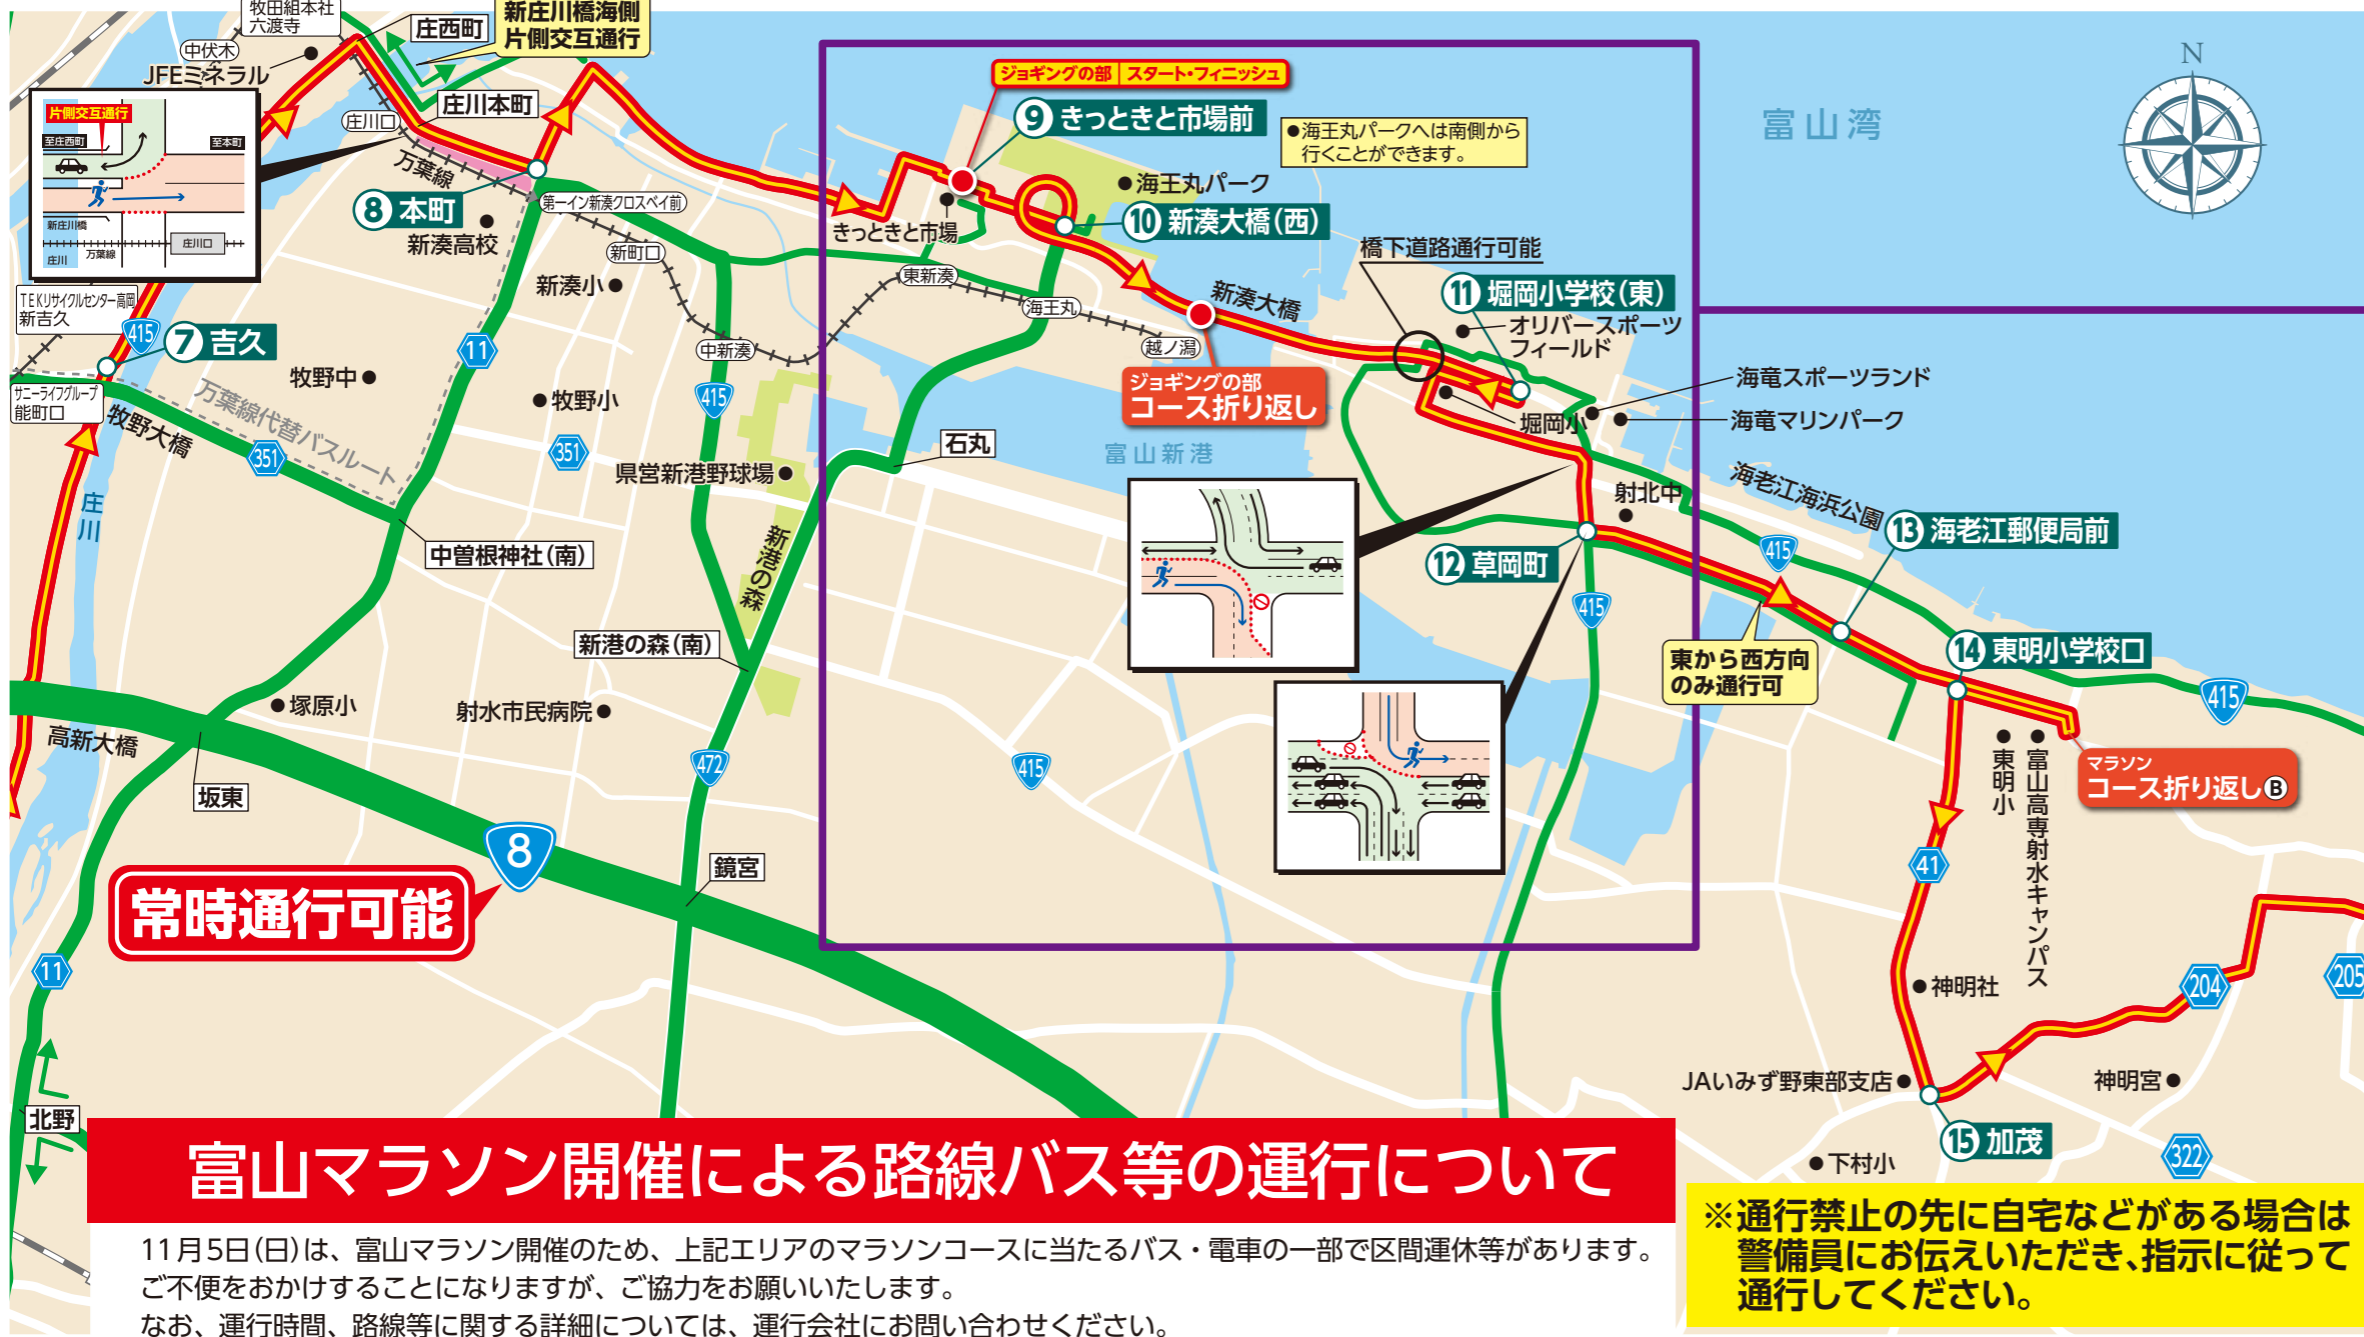 牧田組本社
六渡寺
中伏木
JFEミネラル
庄西町
新庄川橋海側
片側交互通行
庄川本町
庄川口
万葉線
片側交互通行
至庄西町
至本町
新庄川橋
庄川
万葉線
庄川口
⑧ 本町
第一イン新湊クロスベイ前
新湊高校
新町口
新湊小
TEKリサイクルセンター高岡
新吉久
415
⑦ 吉久
11
中新湊
牧野中
牧野小
415
サニーライフグループ
能町口
牧野大橋
万葉線代替バスルート
351
351
県営新港野球場
庄川
中曽根神社(南)
新港の森
新港の森(南)
塚原小
射水市民病院
高新大橋
坂東
472
8
常時通行可能
鏡宮
11
北野
ジョギングの部 スタート・フィニッシュ
⑨ きっときと市場前
●海王丸パークへは南側から
行くことができます。
海王丸パーク
きっときと市場
⑩ 新湊大橋(西)
東新湊
海王丸
越ノ潟
新湊大橋
ジョギングの部
コース折り返し
橋下道路通行可能
⑪ 堀岡小学校(東)
オリバースポーツ
フィールド
堀岡小
石丸
富山新港
415
⑫ 草岡町
415
射北中
富山湾
N
海竜スポーツランド
海竜マリンパーク
海老江海浜公園
415
⑬ 海老江郵便局前
東から西方向
のみ通行可
⑭ 東明小学校口
415
東明小
富山高専射水キャンパス
マラソン
コース折り返しⒷ
41
神明社
204
205
JAいみず野東部支店
神明宮
⑮ 加茂
下村小
322
富山マラソン開催による路線バス等の運行について
11月5日(日)は、富山マラソン開催のため、上記エリアのマラソンコースに当たるバス・電車の一部で区間運休等があります。
ご不便をおかけすることになりますが、ご協力をお願いいたします。
なお、運行時間、路線等に関する詳細については、運行会社にお問い合わせください。
※通行禁止の先に自宅などがある場合は
警備員にお伝えいただき、指示に従って
通行してください。